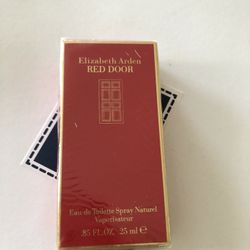 Elizabeth Arden
RED DOOR
Eau de Toilette Spray Naturel
Vaporisateur
.85 FL.OZ. 25 ml ℮